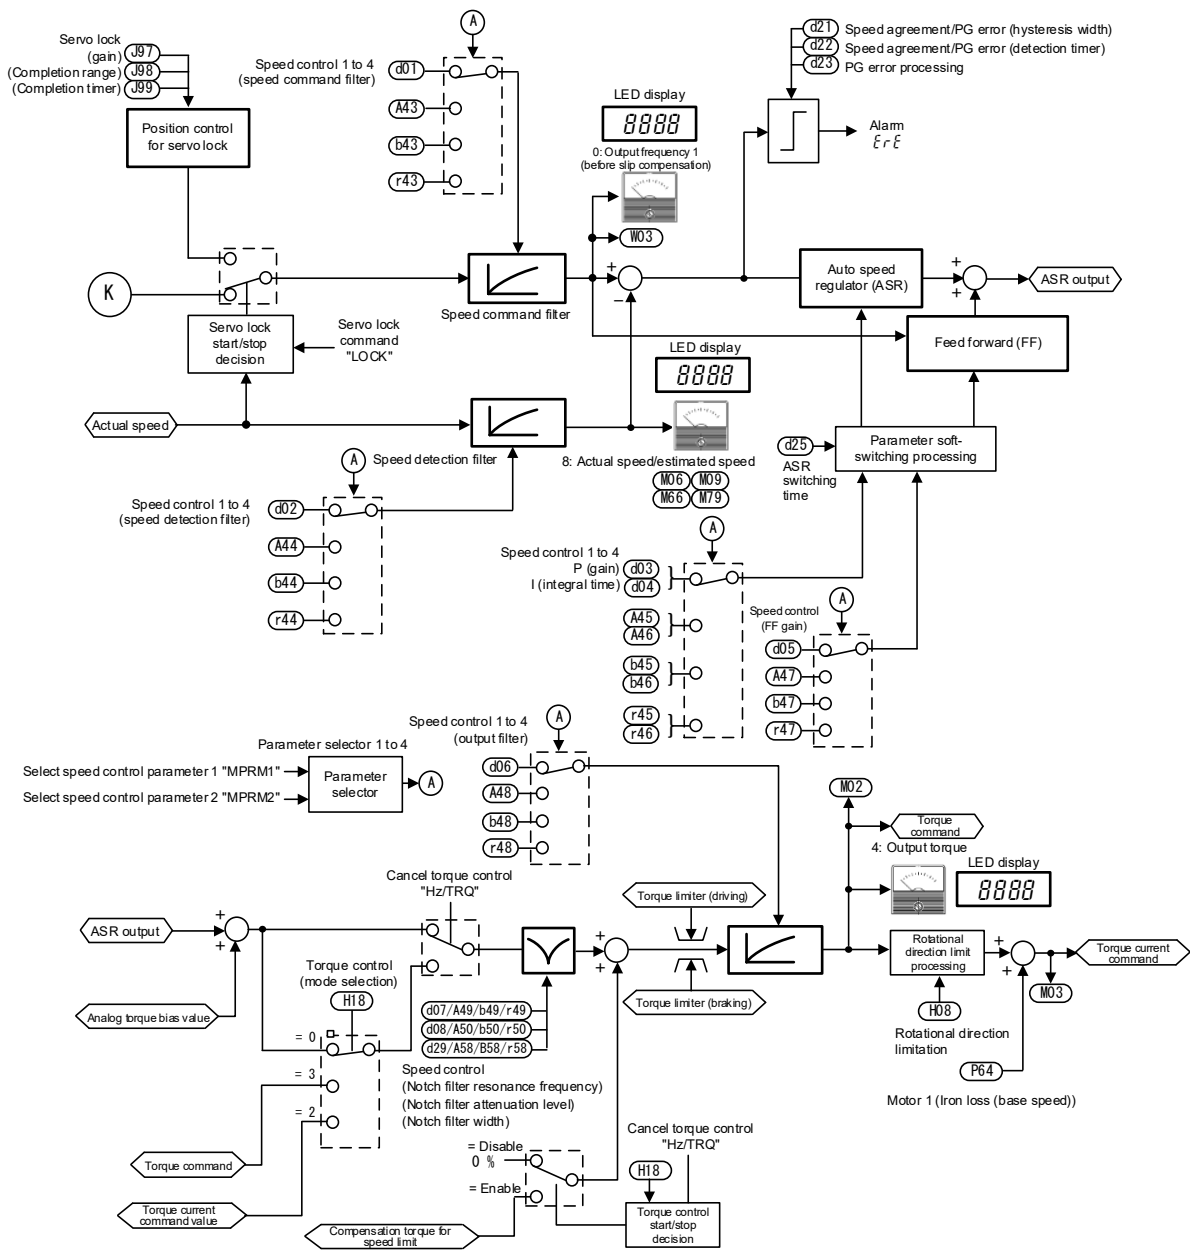 A
Servo lock
(gain)
J97
(Completion range)
J98
(Completion timer)
J99
Position control
for servo lock
Speed control 1 to 4
(speed command filter)
d01
A43
b43
r43
LED display
8888
0: Output frequency 1
(before slip compensation)
W03
d21
Speed agreement/PG error (hysteresis width)
d22
Speed agreement/PG error (detection timer)
d23
PG error processing
Alarm
ErE
K
Servo lock
start/stop
decision
Servo lock
command
"LOCK"
Speed command filter
+
−
Auto speed
regulator (ASR)
+
+
ASR output
Feed forward (FF)
LED display
8888
Actual speed
Speed detection filter
8: Actual speed/estimated speed
M06
M09
M66
M79
d25
ASR
switching
time
Parameter soft-
switching processing
A
Speed control 1 to 4
(speed detection filter)
d02
A44
b44
r44
A
Speed control 1 to 4
P (gain)
d03
I (integral time)
d04
A45
A46
b45
b46
r45
r46
A
Speed control
(FF gain)
d05
A47
b47
r47
A
Speed control 1 to 4
(output filter)
d06
A48
b48
r48
Parameter selector 1 to 4
Select speed control parameter 1 "MPRM1"
Select speed control parameter 2 "MPRM2"
Parameter
selector
A
M02
Torque
command
4: Output torque
LED display
8888
Cancel torque control
"Hz/TRQ"
Torque limiter (driving)
ASR output
+
+
Torque control
(mode selection)
H18
+
+
Rotational
direction limit
processing
+
+
Torque current
command
M03
Torque limiter (braking)
Analog torque bias value
d07/A49/b49/r49
d08/A50/b50/r50
d29/A58/B58/r58
H08
Rotational direction
limitation
= 0
= 3
= 2
Speed control
(Notch filter resonance frequency)
(Notch filter attenuation level)
(Notch filter width)
P64
Motor 1 (Iron loss (base speed))
Torque command
Torque current
command value
= Disable
0 %
= Enable
Compensation torque for
speed limit
Cancel torque control
"Hz/TRQ"
H18
Torque control
start/stop
decision